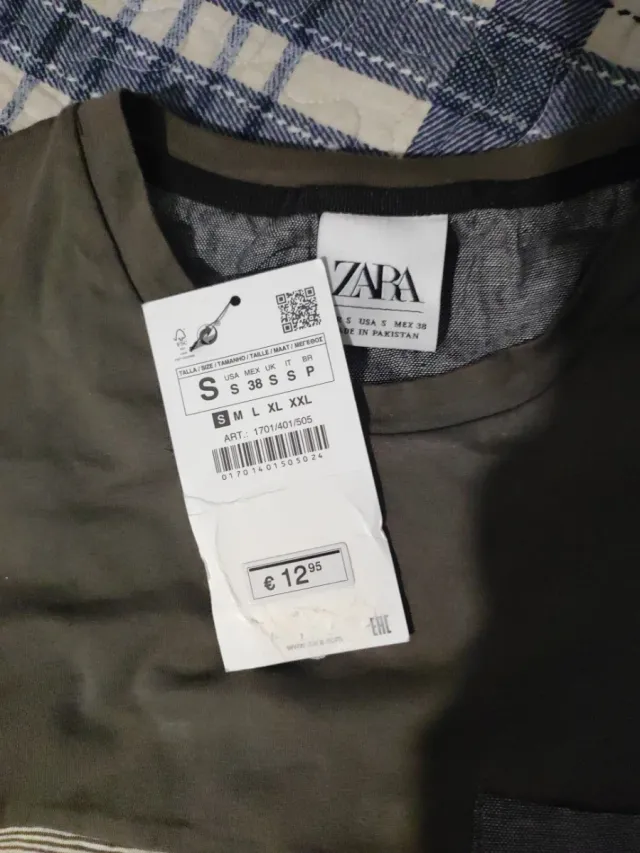 ZARA
S USA S MEX 38
MADE IN PAKISTAN
TALLA / SIZE / TAMANHO / TAILLE / MAAT / ΜΕΓΕΘΟΣ
USA MEX UK IT BR
S S 38 S S P
S M L XL XXL
ART.: 1701/401/505
01701401505024
€ 12 95
EAC